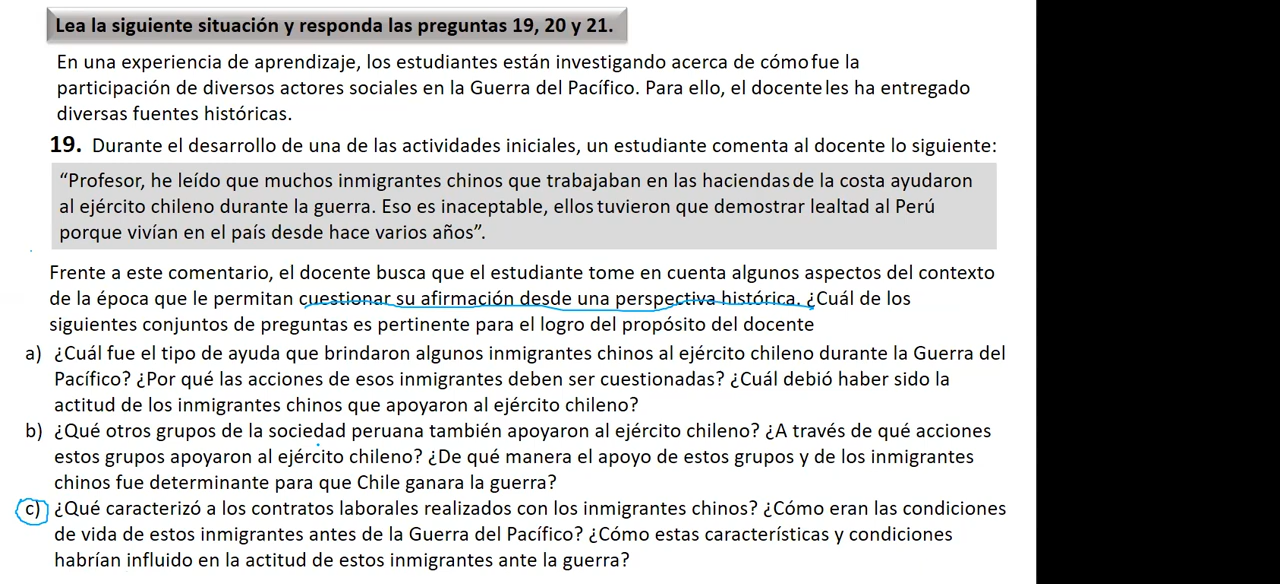 Lea la siguiente situación y responda las preguntas 19, 20 y 21.
En una experiencia de aprendizaje, los estudiantes están investigando acerca de cómo fue la
participación de diversos actores sociales en la Guerra del Pacífico. Para ello, el docente les ha entregado
diversas fuentes históricas.
19. Durante el desarrollo de una de las actividades iniciales, un estudiante comenta al docente lo siguiente:
“Profesor, he leído que muchos inmigrantes chinos que trabajaban en las haciendas de la costa ayudaron
al ejército chileno durante la guerra. Eso es inaceptable, ellos tuvieron que demostrar lealtad al Perú
porque vivían en el país desde hace varios años”.
Frente a este comentario, el docente busca que el estudiante tome en cuenta algunos aspectos del contexto
de la época que le permitan cuestionar su afirmación desde una perspectiva histórica. ¿Cuál de los
siguientes conjuntos de preguntas es pertinente para el logro del propósito del docente
a) ¿Cuál fue el tipo de ayuda que brindaron algunos inmigrantes chinos al ejército chileno durante la Guerra del
Pacífico? ¿Por qué las acciones de esos inmigrantes deben ser cuestionadas? ¿Cuál debió haber sido la
actitud de los inmigrantes chinos que apoyaron al ejército chileno?
b) ¿Qué otros grupos de la sociedad peruana también apoyaron al ejército chileno? ¿A través de qué acciones
estos grupos apoyaron al ejército chileno? ¿De qué manera el apoyo de estos grupos y de los inmigrantes
chinos fue determinante para que Chile ganara la guerra?
c) ¿Qué caracterizó a los contratos laborales realizados con los inmigrantes chinos? ¿Cómo eran las condiciones
de vida de estos inmigrantes antes de la Guerra del Pacífico? ¿Cómo estas características y condiciones
habrían influido en la actitud de estos inmigrantes ante la guerra?